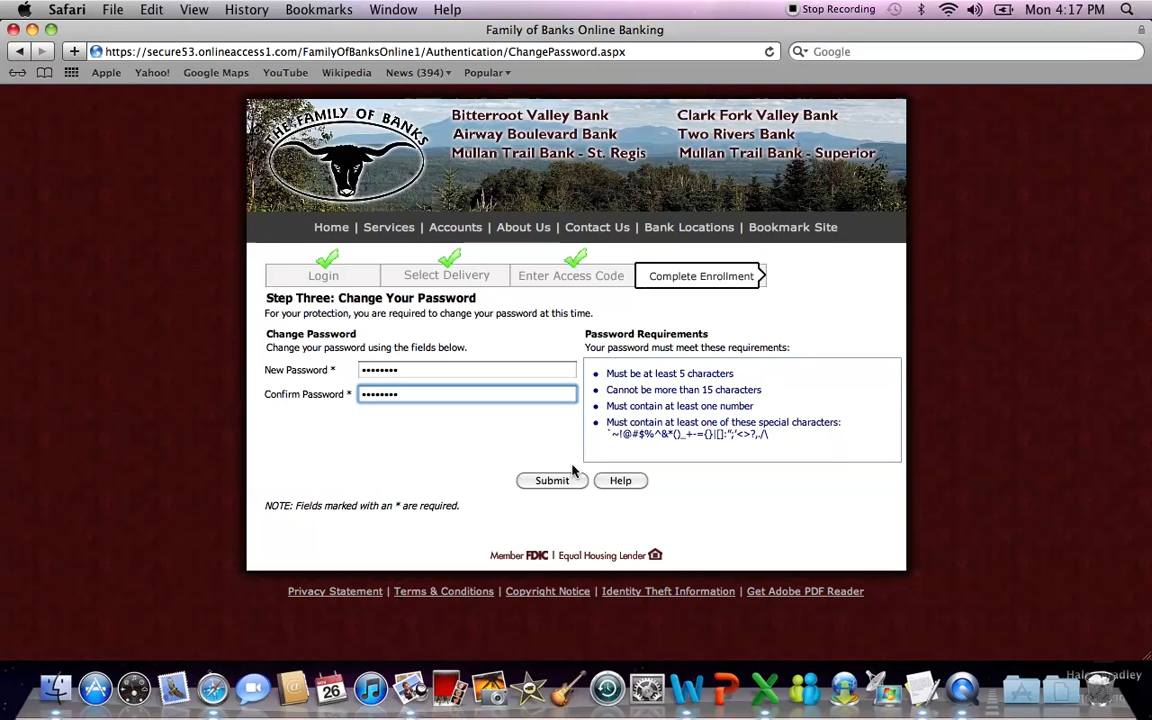 Safari File Edit View History Bookmarks Window Help Stop Recording Mon 4:17 PM
Family of Banks Online Banking
https://secure53.onlineaccess1.com/FamilyOfBanksOnline1/Authentication/ChangePassword.aspx Google
Apple Yahoo! Google Maps YouTube Wikipedia News (394) Popular
THE FAMILY OF BANKS
Bitterroot Valley Bank Clark Fork Valley Bank
Airway Boulevard Bank Two Rivers Bank
Mullan Trail Bank - St. Regis Mullan Trail Bank - Superior
Home | Services | Accounts | About Us | Contact Us | Bank Locations | Bookmark Site
Login Select Delivery Enter Access Code Complete Enrollment
Step Three: Change Your Password
For your protection, you are required to change your password at this time.
Change Password
Change your password using the fields below.
New Password * ••••••••
Confirm Password * ••••••••
Password Requirements
Your password must meet these requirements:
• Must be at least 5 characters
• Cannot be more than 15 characters
• Must contain at least one number
• Must contain at least one of these special characters:
`~!@#$%^&*()_+-={}|[]:";'<>?,./\
Submit Help
NOTE: Fields marked with an * are required.
Member FDIC | Equal Housing Lender
Privacy Statement | Terms & Conditions | Copyright Notice | Identity Theft Information | Get Adobe PDF Reader
NOV
26